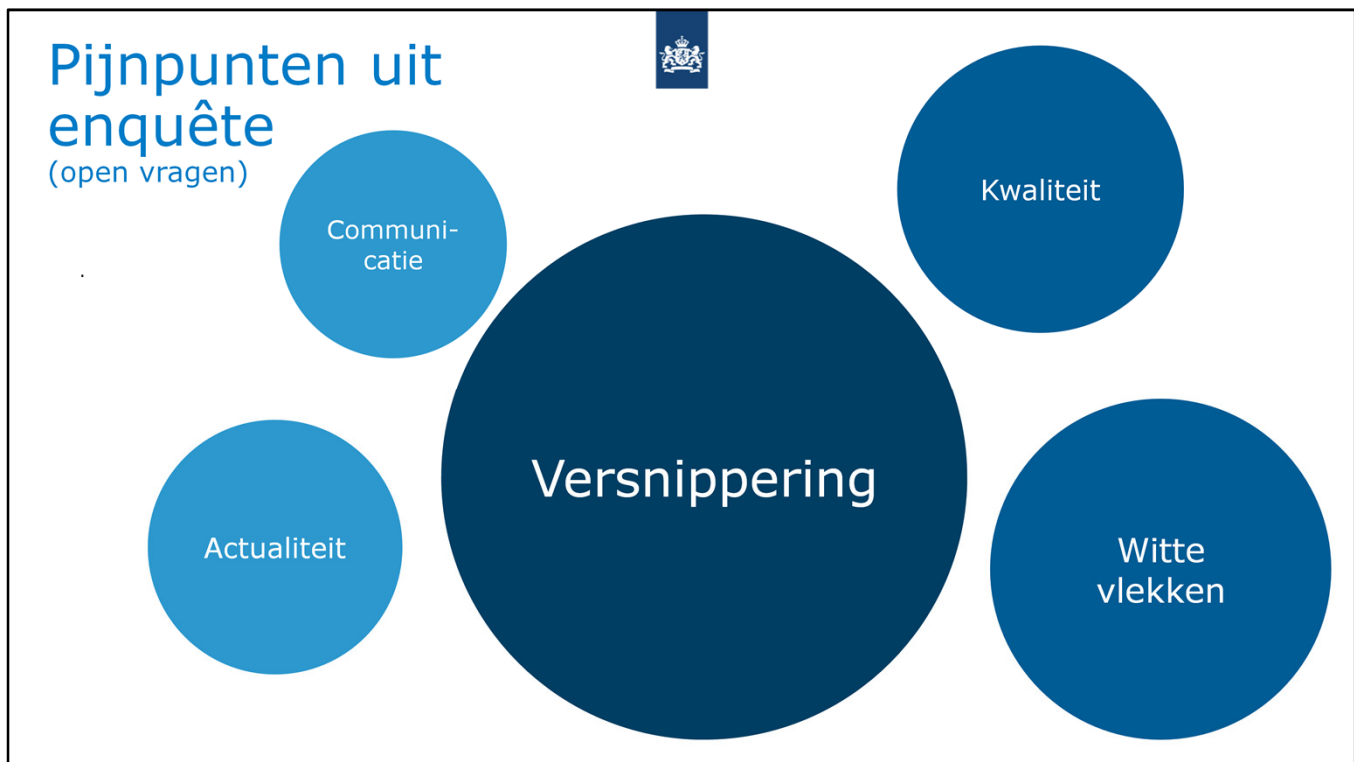 Pijnpunten uit
enquête
(open vragen)
Communi-
catie
Kwaliteit
.
Versnippering
Actualiteit
Witte
vlekken